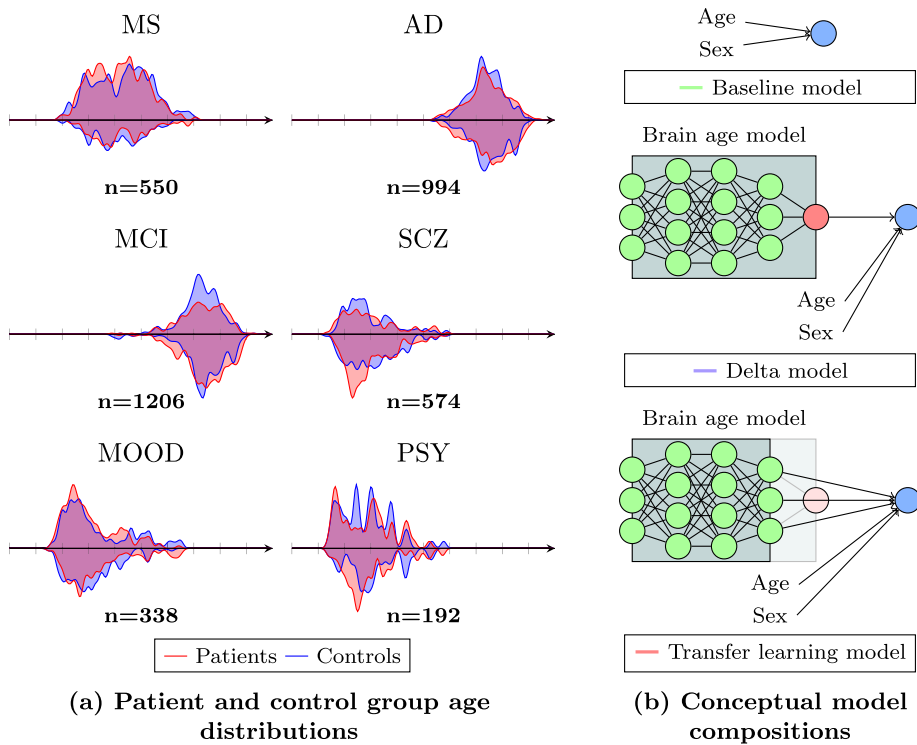 MS
AD
n=550
n=994
MCI
SCZ
n=1206
n=574
MOOD
PSY
n=338
n=192
Patients
Controls
(a) Patient and control group age
distributions
Age
Sex
Baseline model
Brain age model
Age
Sex
Delta model
Brain age model
Age
Sex
Transfer learning model
(b) Conceptual model
compositions